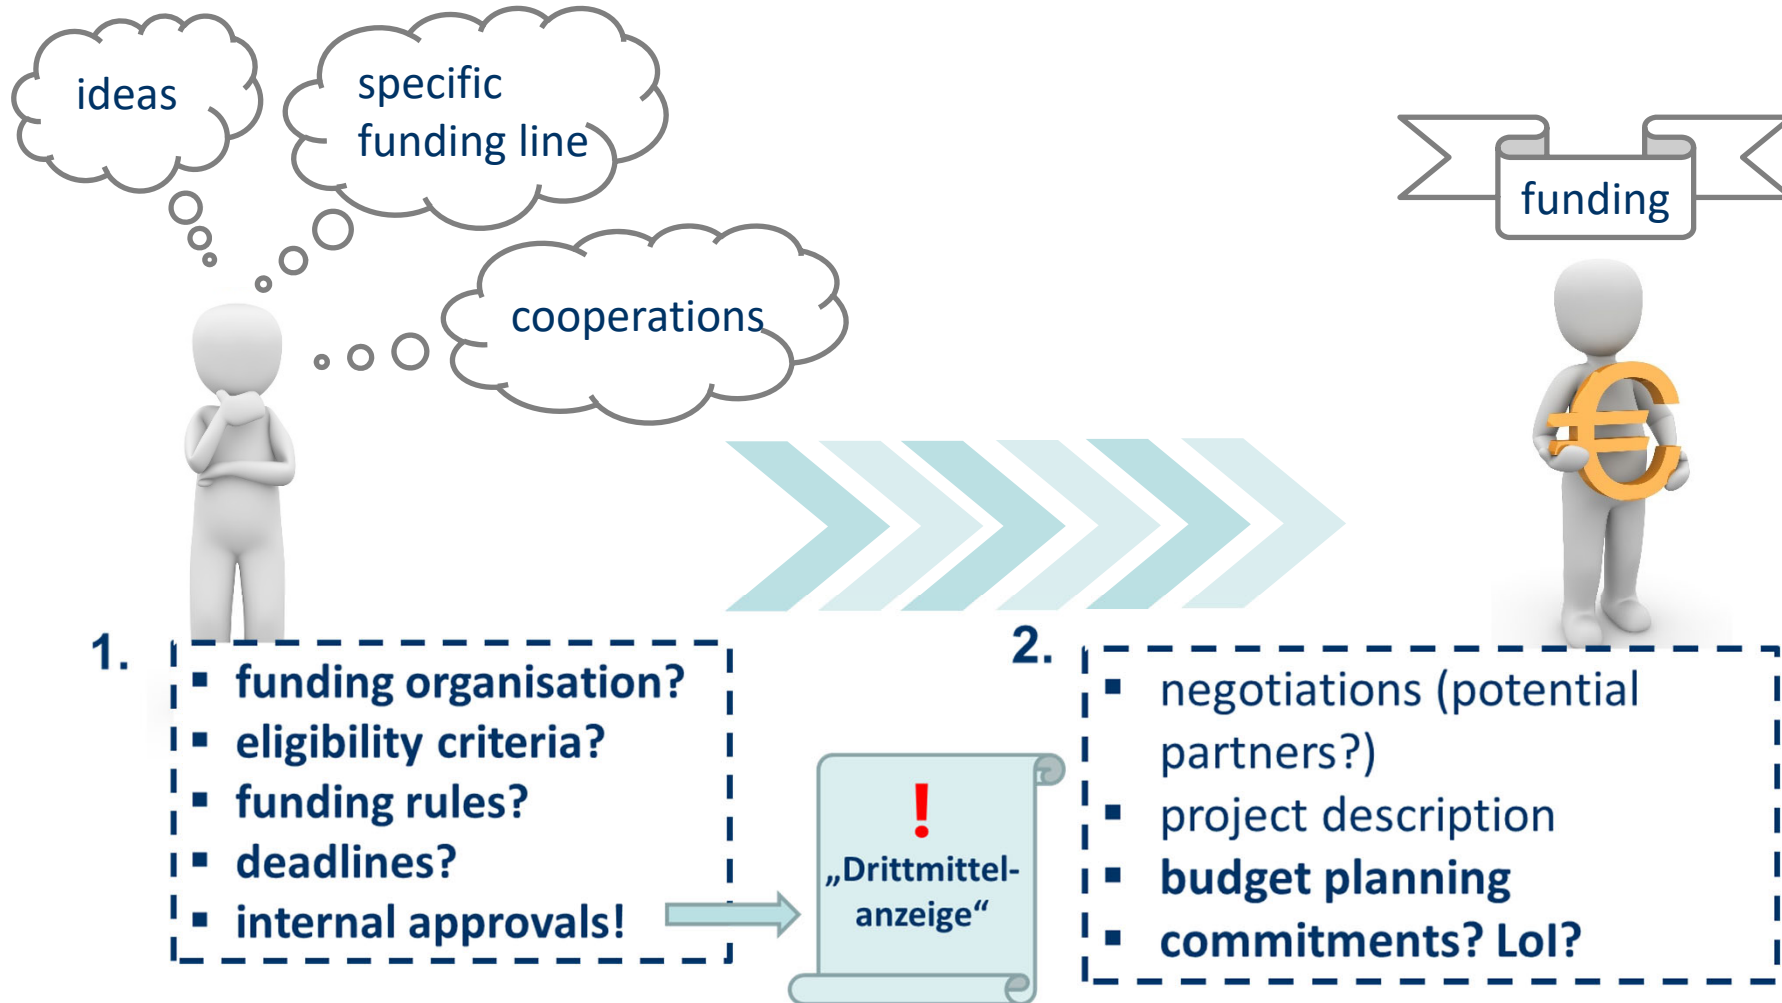 ideas
specific
funding line
cooperations
funding
1.
▪ funding organisation?
▪ eligibility criteria?
▪ funding rules?
▪ deadlines?
▪ internal approvals!
!
„Drittmittel-
anzeige“
2.
▪ negotiations (potential
partners?)
▪ project description
▪ budget planning
▪ commitments? LoI?